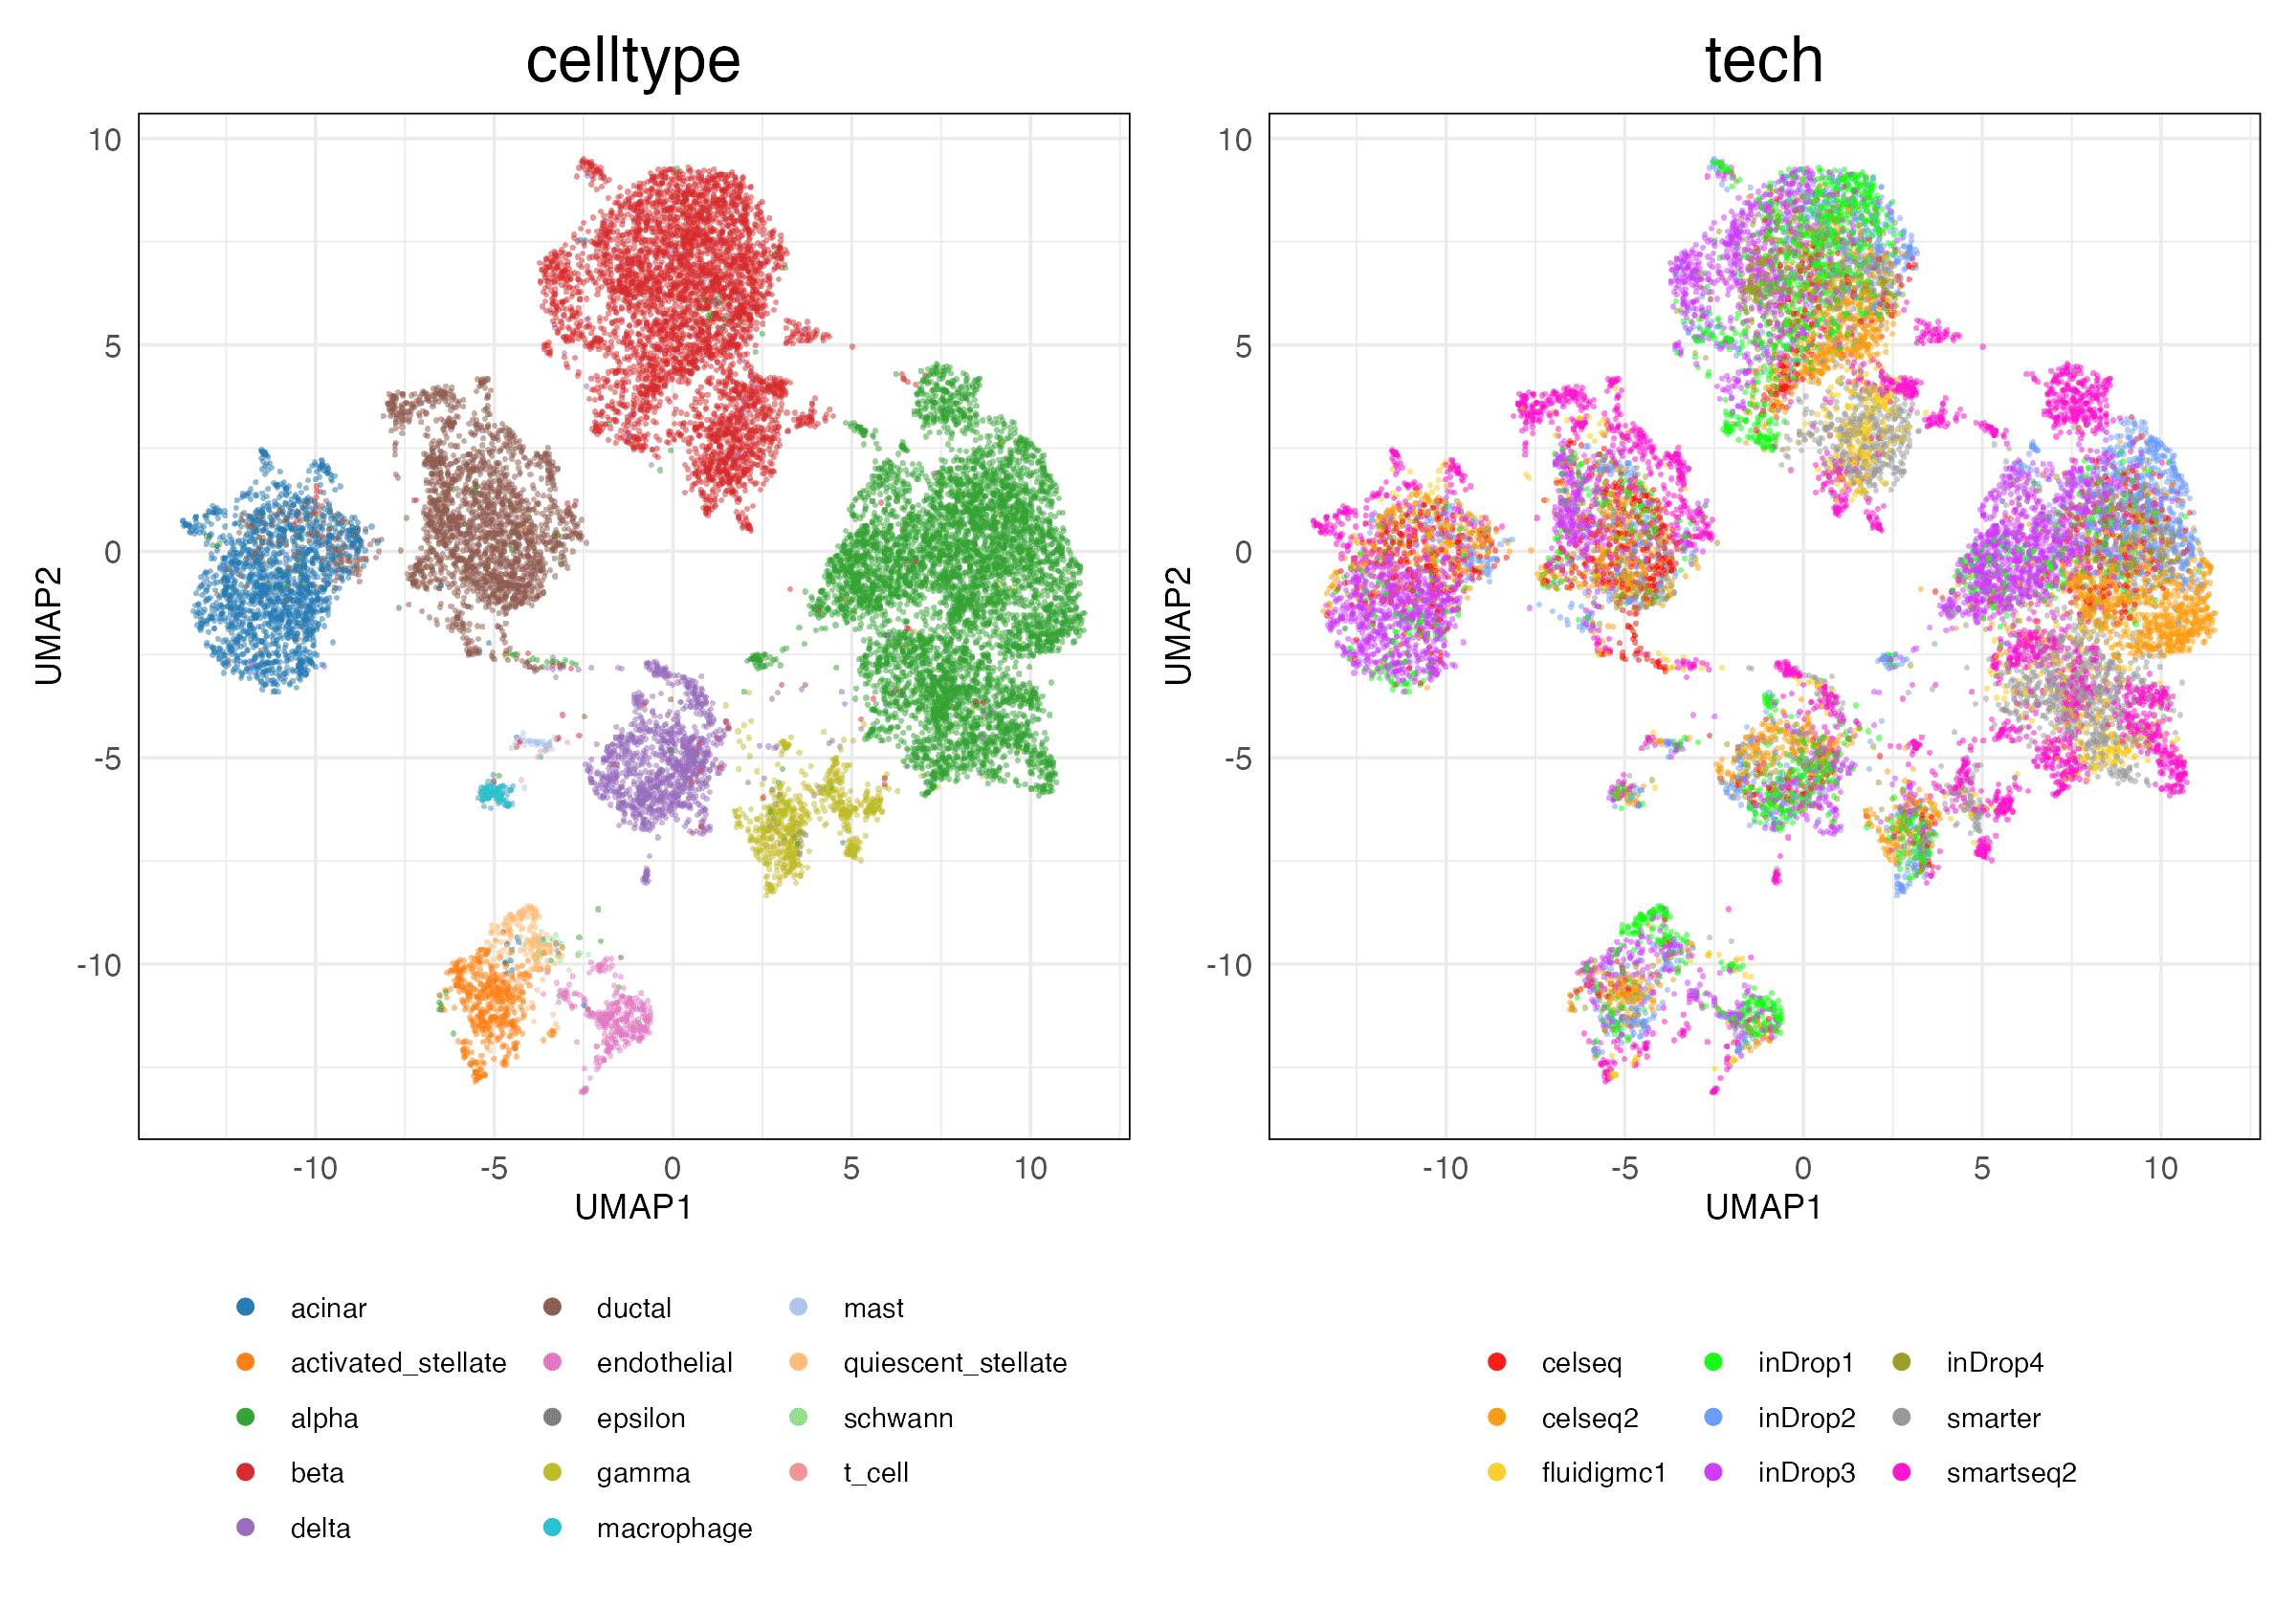 celltype
10
5
0
-5
-10
UMAP2
-10 -5 0 5 10
UMAP1
acinar ductal mast
activated_stellate endothelial quiescent_stellate
alpha epsilon schwann
beta gamma t_cell
delta macrophage
tech
10
5
0
-5
-10
UMAP2
-10 -5 0 5 10
UMAP1
celseq inDrop1 inDrop4
celseq2 inDrop2 smarter
fluidigmc1 inDrop3 smartseq2